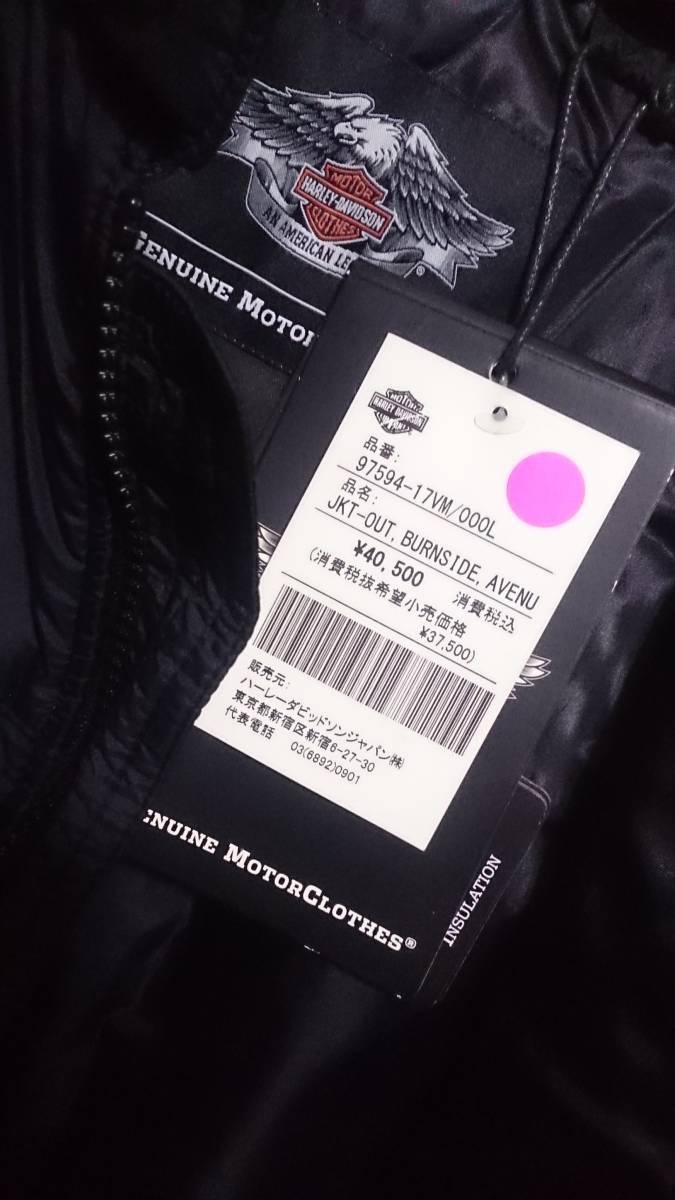 MOTOR
HARLEY-DAVIDSON
CLOTHES
AN AMERICAN
®
GENUINE
MOTOR
HARLEY-DAVIDSON
品番:
97594-17VM/000L
品名:
JKT-OUT, BURNSIDE, AVENU
¥40,500 消費税込
(消費税抜希望小売価格
¥37,500)
販売元:
ハーレーダビッドソンジャパン㈱
東京都新宿区新宿6-27-30
代表電話 03(6892)0901
MOTORCLOTHES®
INSULATION